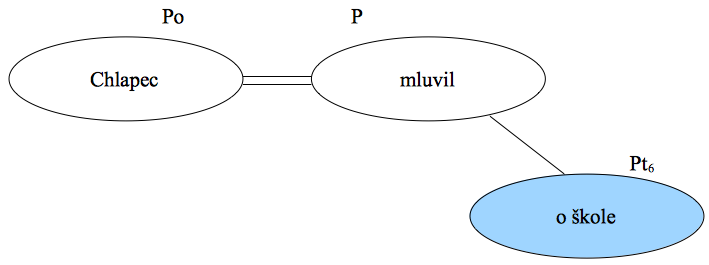 Po P
Chlapec mluvil
Pt₆
o škole